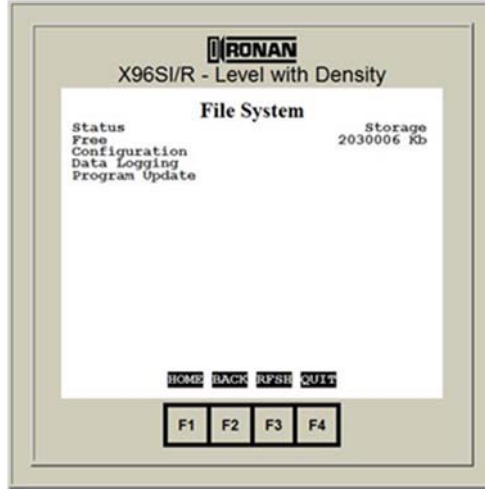 RONAN
X96SI/R - Level with Density
File System
Status Storage
Free 2030006 Kb
Configuration
Data Logging
Program Update
HOME BACK RFSH QUIT
F1 F2 F3 F4